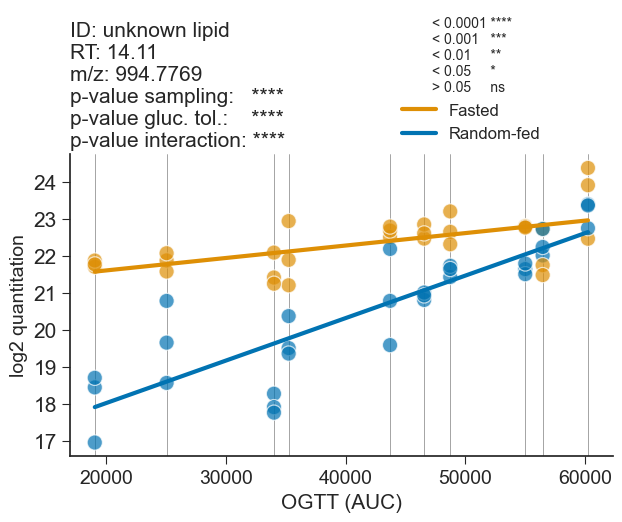 ID: unknown lipid
RT: 14.11
m/z: 994.7769
p-value sampling: ****
p-value gluc. tol.: ****
p-value interaction: ****
< 0.0001 ****
< 0.001 ***
< 0.01 **
< 0.05 *
> 0.05 ns
Fasted
Random-fed
log2 quantitation
24
23
22
21
20
19
18
17
20000 30000 40000 50000 60000
OGTT (AUC)